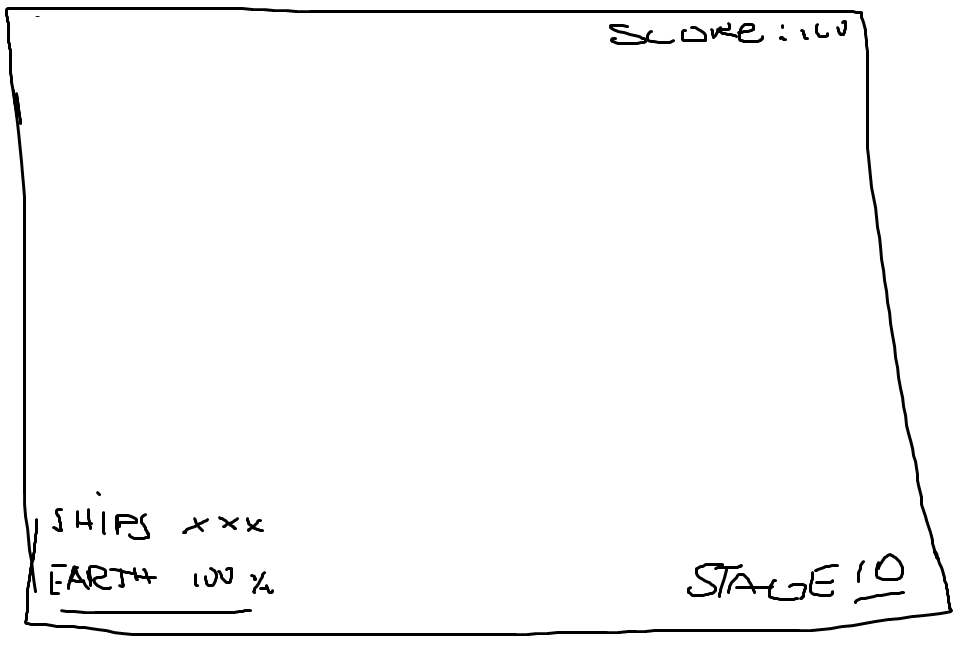 SCORE: 100
SHIPS xxx
EARTH 100 %
STAGE 10